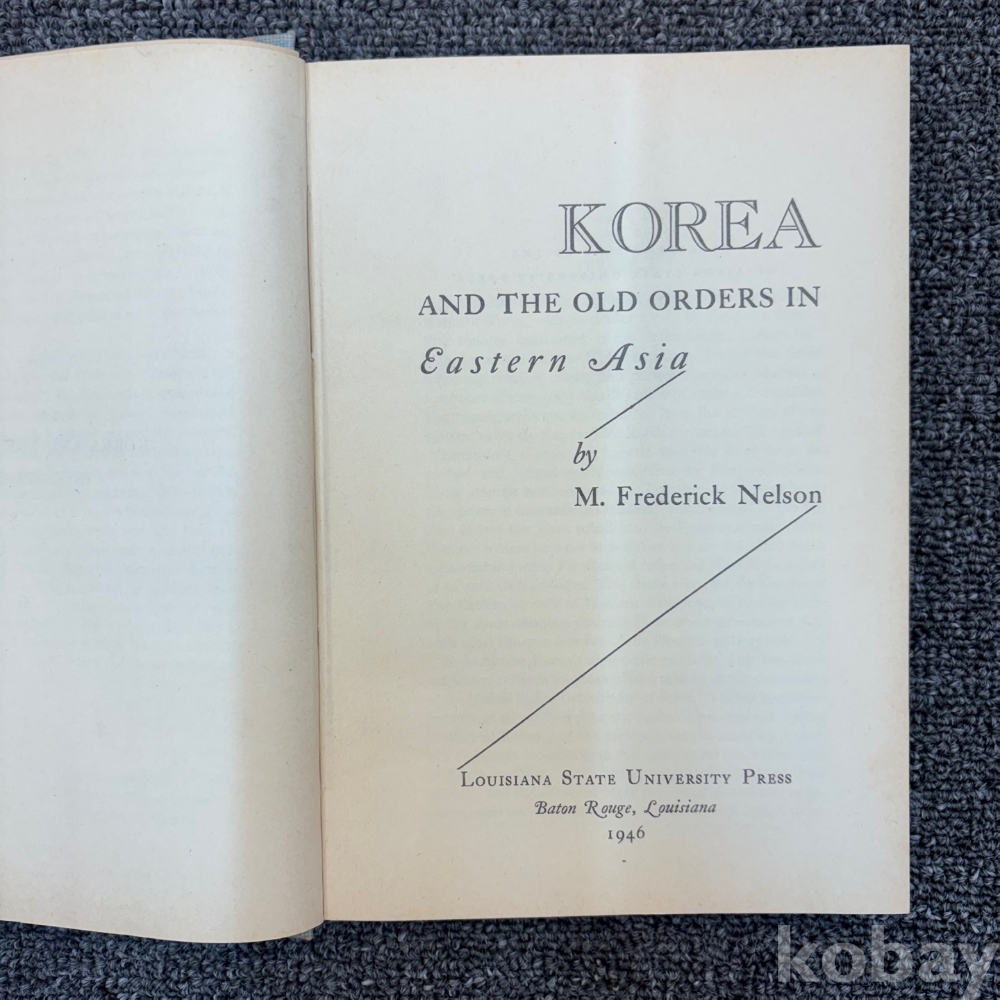 KOREA
AND THE OLD ORDERS IN
Eastern Asia
by
M. Frederick Nelson
LOUISIANA STATE UNIVERSITY PRESS
Baton Rouge, Louisiana
1946
kobay